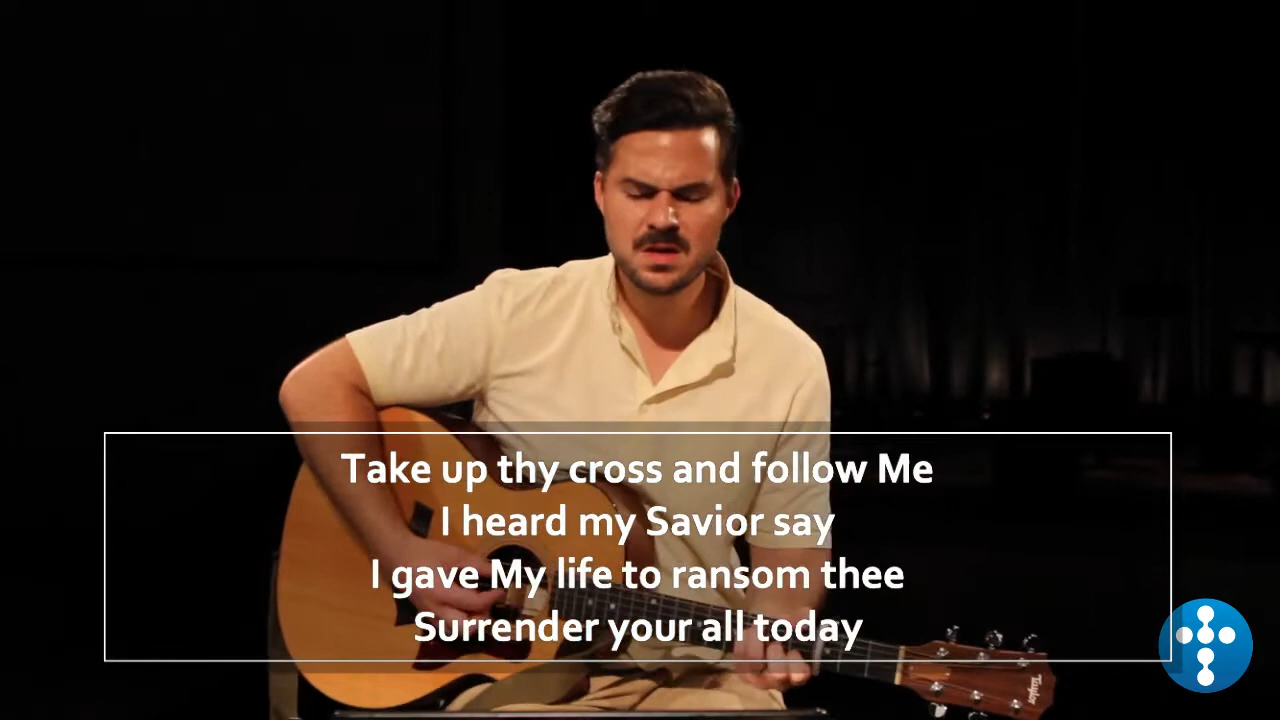 Take up thy cross and follow Me
I heard my Savior say
I gave My life to ransom thee
Surrender your all today
Taylor